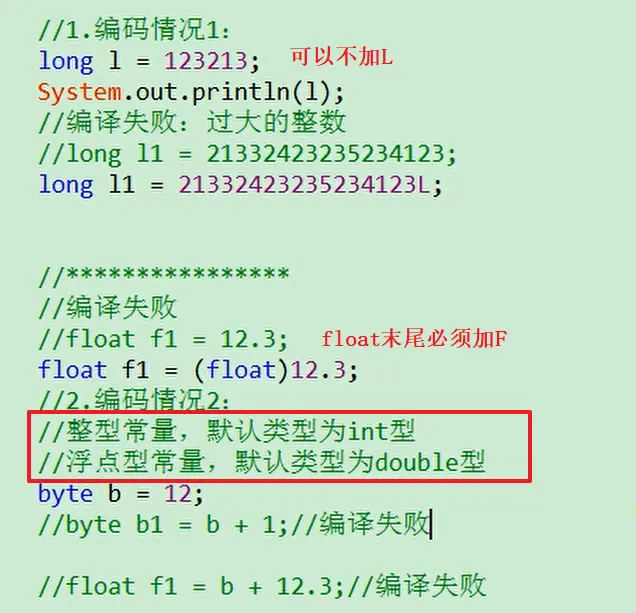 //1.编码情况1:
long l = 123213; 可以不加L
System.out.println(l);
//编译失败: 过大的整数
//long l1 = 21332423235234123;
long l1 = 21332423235234123L;
//****************
//编译失败
//float f1 = 12.3; float末尾必须加F
float f1 = (float)12.3;
//2.编码情况2:
//整型常量，默认类型为int型
//浮点型常量，默认类型为double型
byte b = 12;
//byte b1 = b + 1;//编译失败
//float f1 = b + 12.3;//编译失败